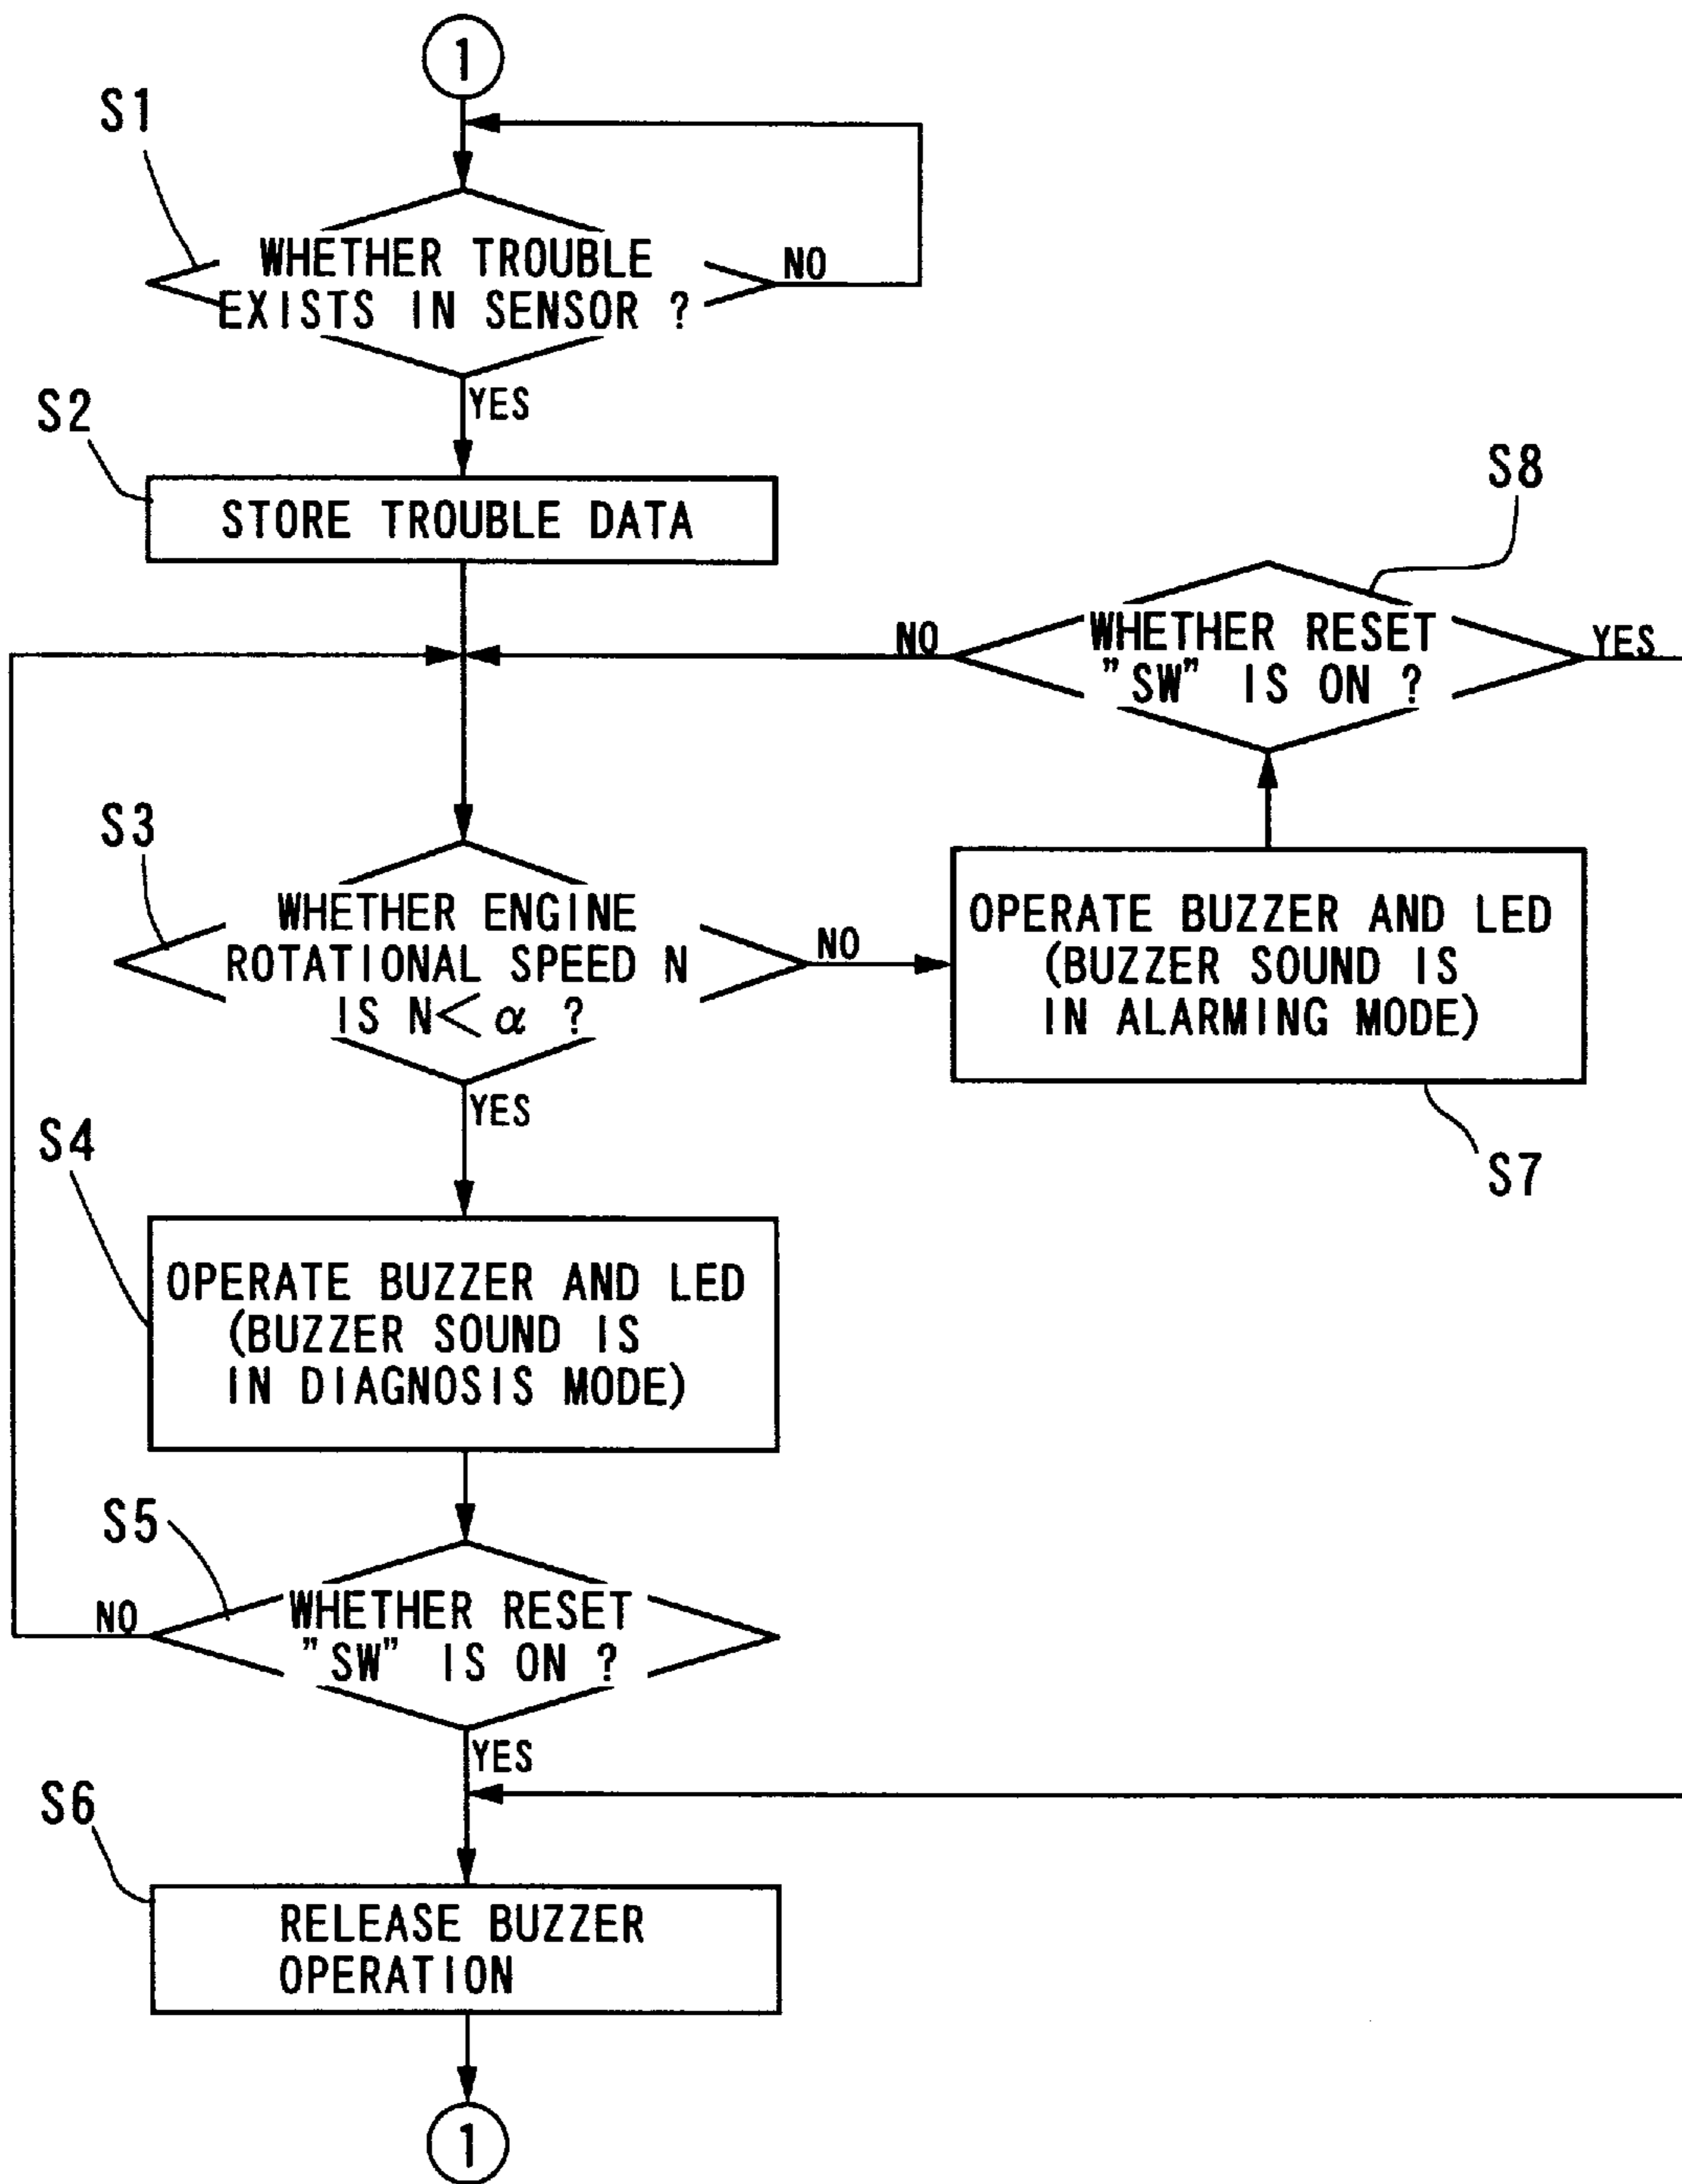 1
S1
WHETHER TROUBLE
EXISTS IN SENSOR ?
NO
YES
S2
STORE TROUBLE DATA
S8
WHETHER RESET
"SW" IS ON ?
NO
YES
S3
WHETHER ENGINE
ROTATIONAL SPEED N
IS N<α ?
NO
OPERATE BUZZER AND LED
(BUZZER SOUND IS
IN ALARMING MODE)
S7
YES
S4
OPERATE BUZZER AND LED
(BUZZER SOUND IS
IN DIAGNOSIS MODE)
S5
WHETHER RESET
"SW" IS ON ?
NO
YES
S6
RELEASE BUZZER
OPERATION
1